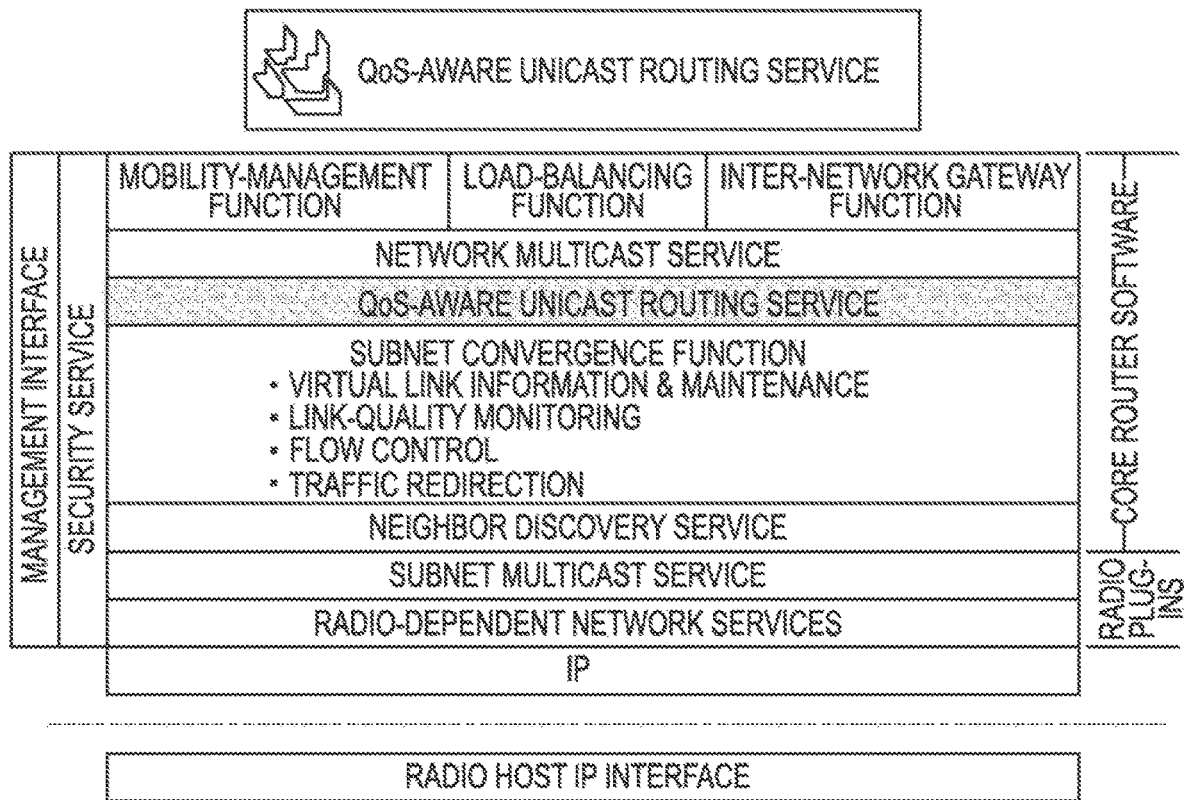 QoS-AWARE UNICAST ROUTING SERVICE
MANAGEMENT INTERFACE
SECURITY SERVICE
MOBILITY-MANAGEMENT
FUNCTION
LOAD-BALANCING
FUNCTION
INTER-NETWORK GATEWAY
FUNCTION
NETWORK MULTICAST SERVICE
QoS-AWARE UNICAST ROUTING SERVICE
SUBNET CONVERGENCE FUNCTION
• VIRTUAL LINK INFORMATION & MAINTENANCE
• LINK-QUALITY MONITORING
• FLOW CONTROL
• TRAFFIC REDIRECTION
NEIGHBOR DISCOVERY SERVICE
SUBNET MULTICAST SERVICE
RADIO-DEPENDENT NETWORK SERVICES
IP
CORE ROUTER SOFTWARE
RADIO
PLUG-
INS
RADIO HOST IP INTERFACE